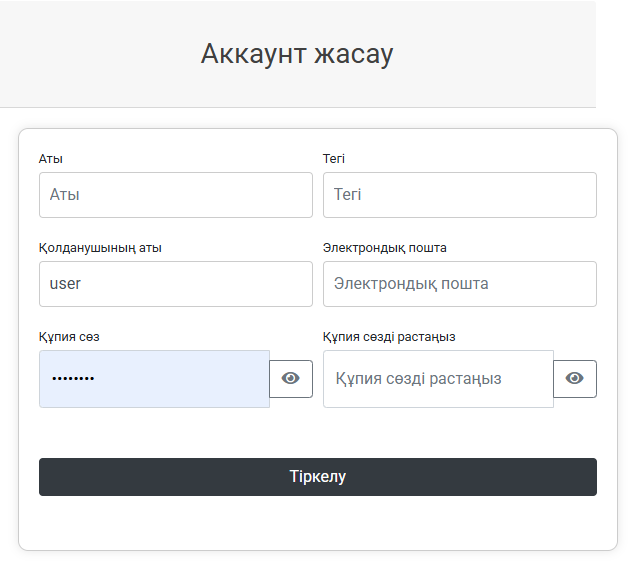 Аккаунт жасау
Аты
Тегі
Аты
Тегі
Қолданушының аты
Электрондық пошта
user
Электрондық пошта
Құпия сөз
Құпия сөзді растаңыз
••••••••
Құпия сөзді растаңыз
Тіркелу